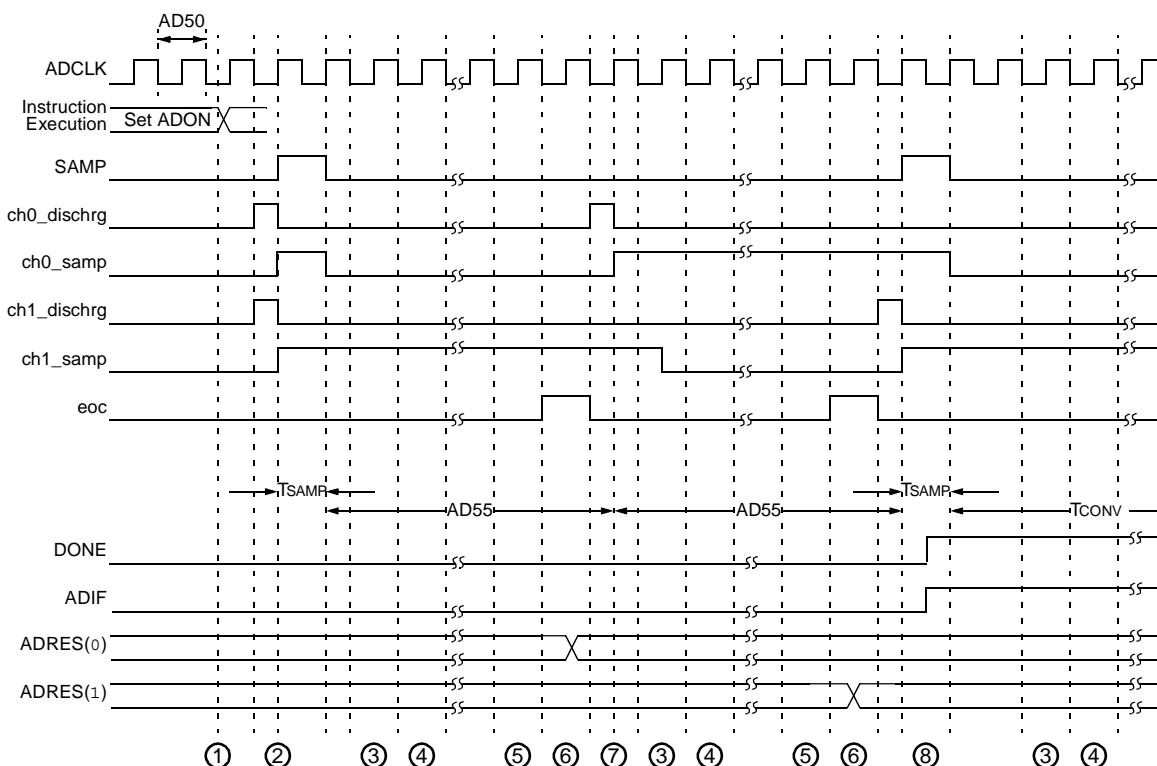 AD50
ADCLK
Instruction
Execution
Set ADON
SAMP
ch0_dischrg
ch0_samp
ch1_dischrg
ch1_samp
eoc
TSAMP
TSAMP
AD55
AD55
TCONV
DONE
ADIF
ADRES(0)
ADRES(1)
① ② ③ ④ ⑤ ⑥ ⑦ ③ ④ ⑤ ⑥ ⑧ ③ ④